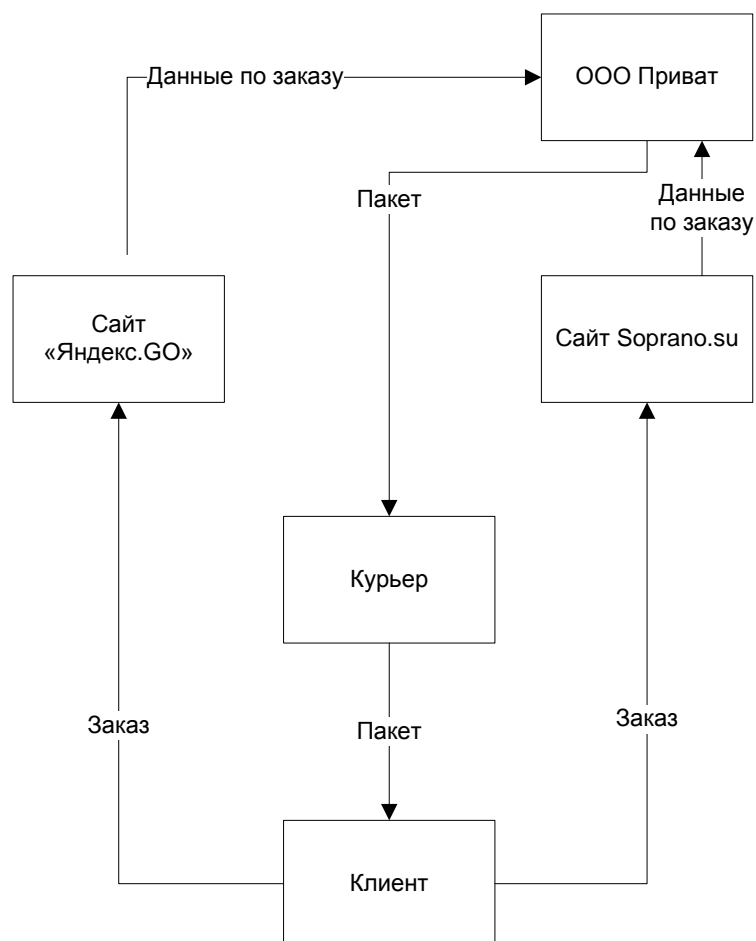 Данные по заказу
ООО Приват
Пакет
Данные
по заказу
Сайт
«Яндекс.GO»
Сайт Soprano.su
Курьер
Заказ
Пакет
Заказ
Клиент